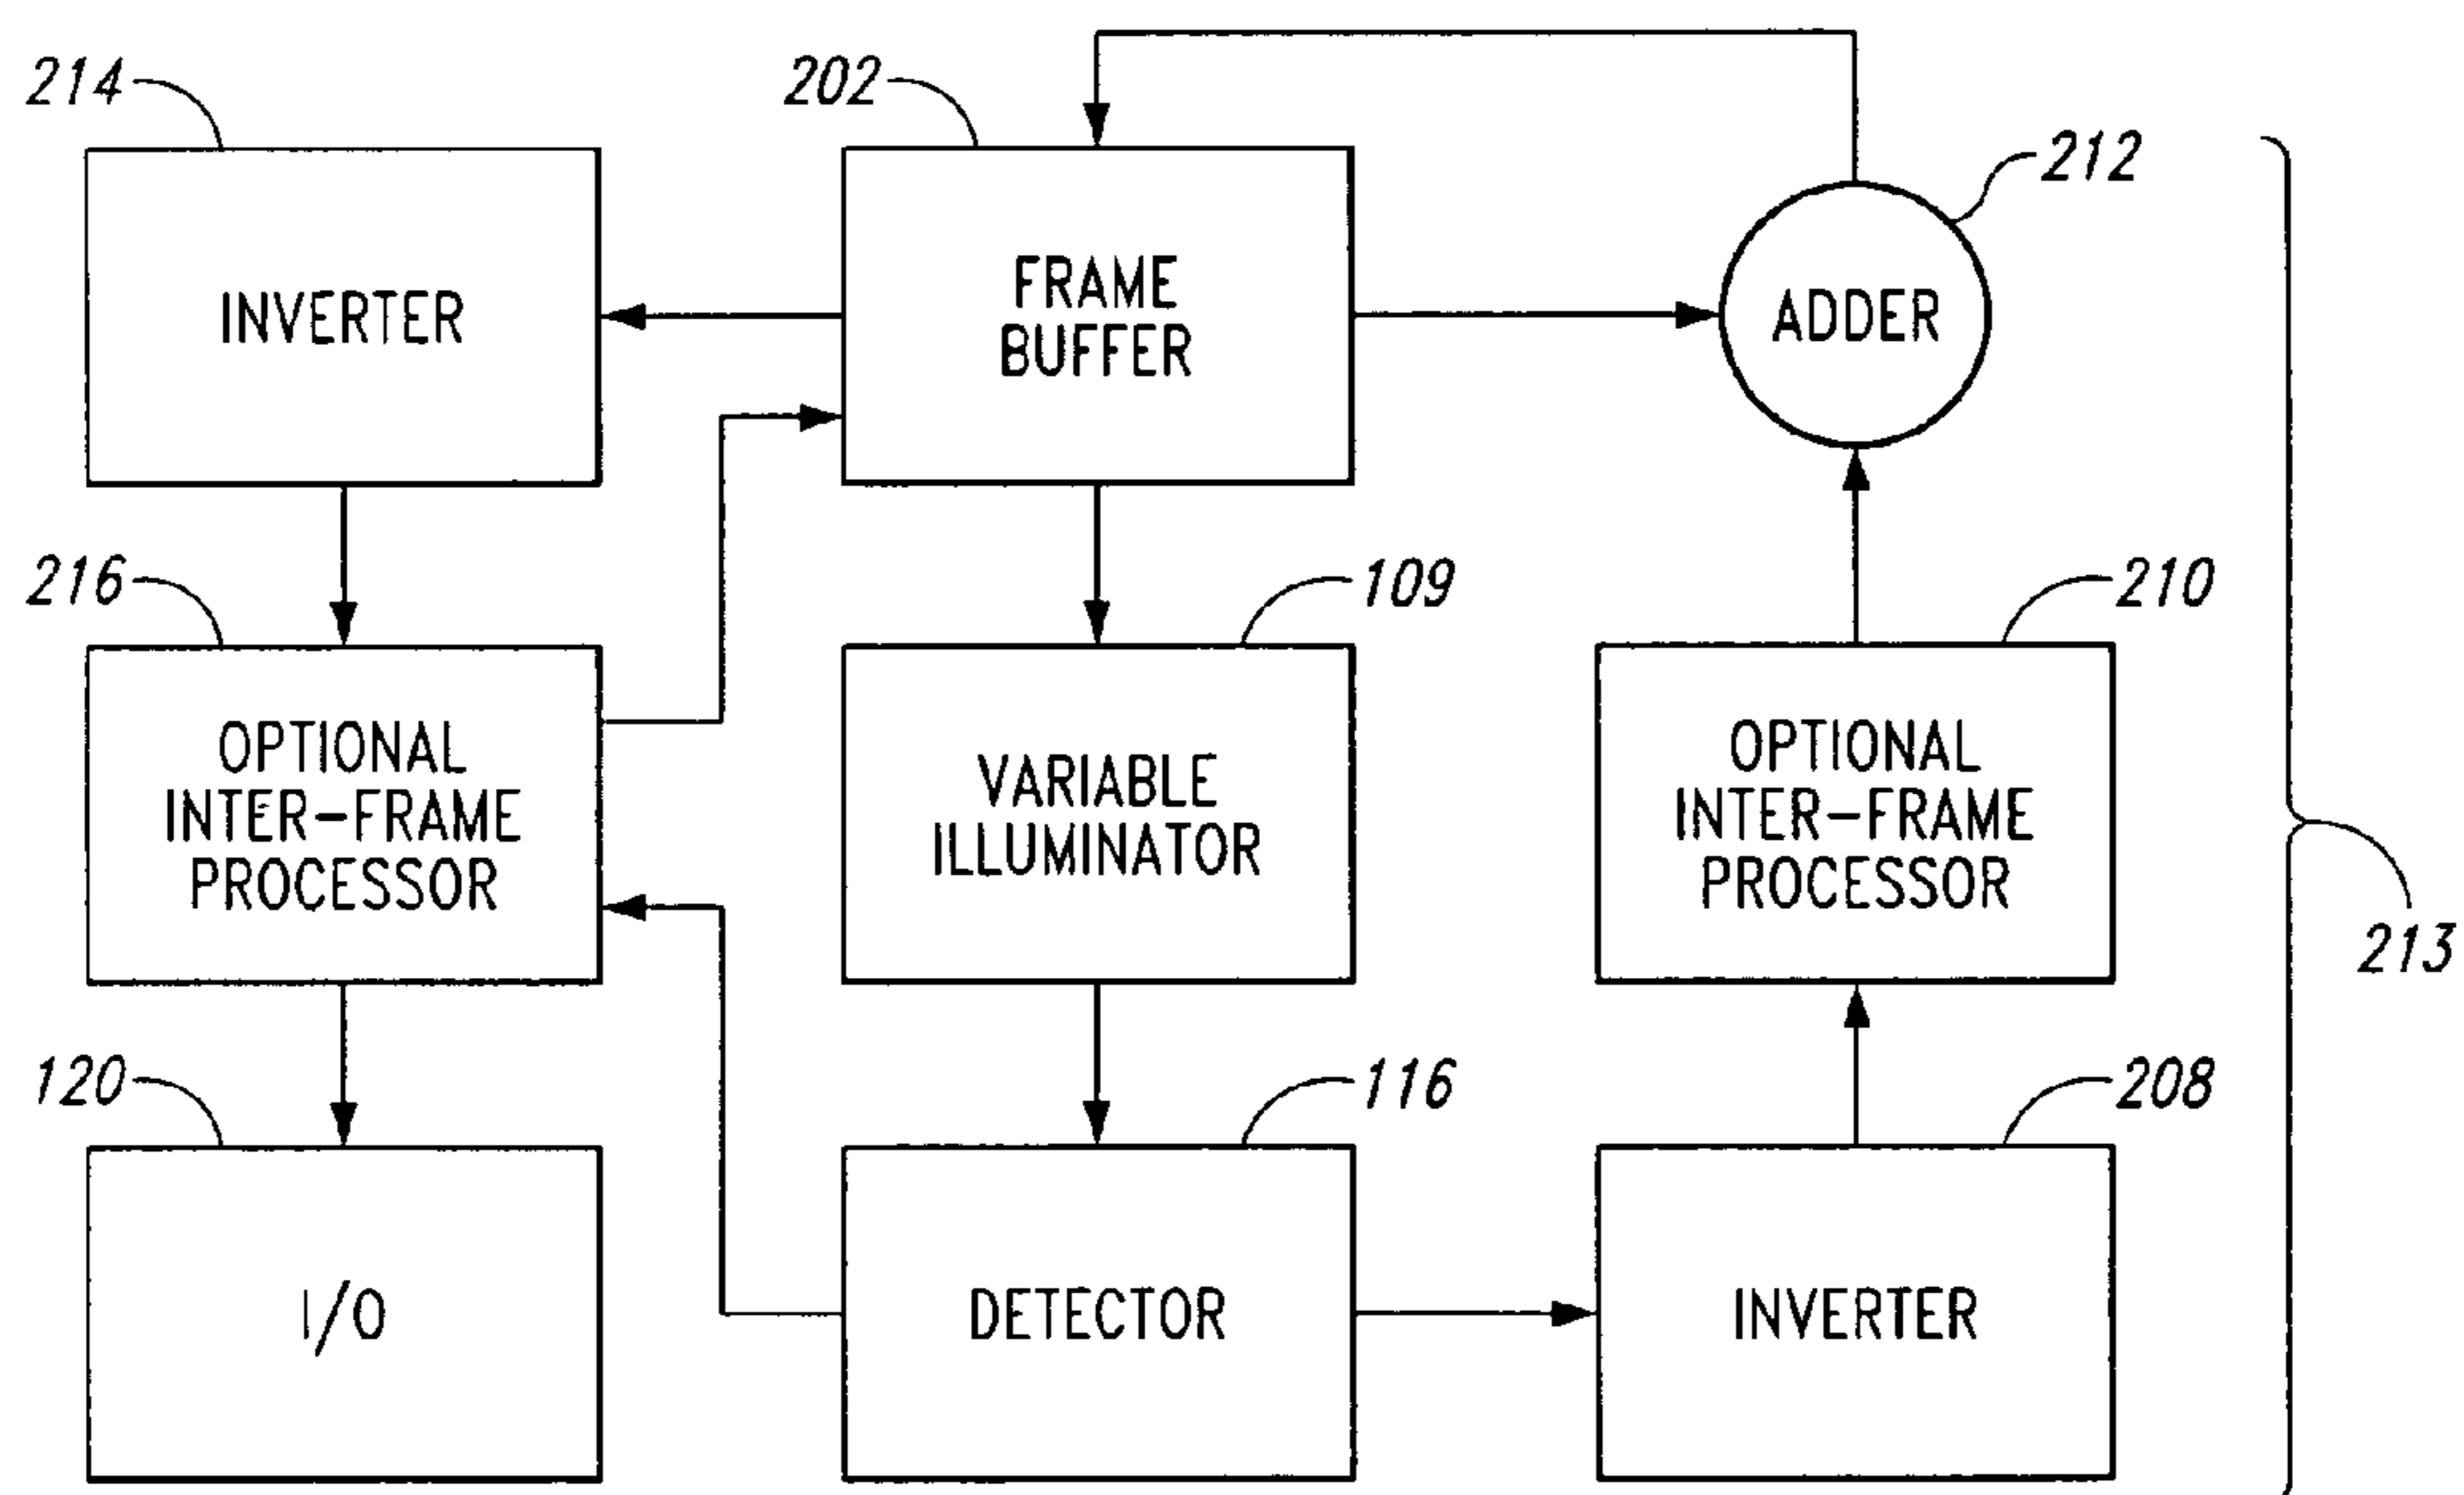 214
202
212
INVERTER
FRAME
BUFFER
ADDER
216
109
210
OPTIONAL
INTER-FRAME
PROCESSOR
VARIABLE
ILLUMINATOR
OPTIONAL
INTER-FRAME
PROCESSOR
213
120
116
208
I/O
DETECTOR
INVERTER